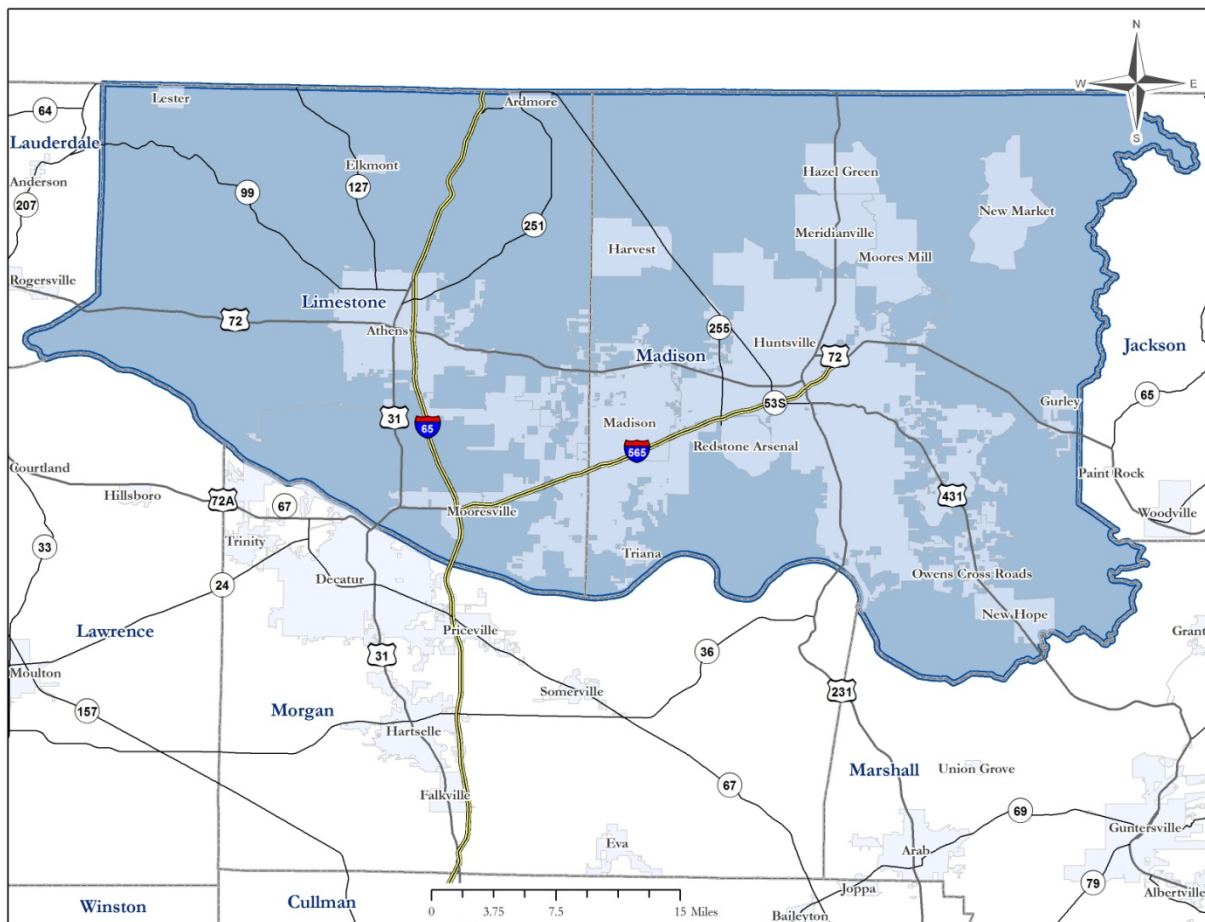 N
W
E
S
Lester
Ardmore
64
Lauderdale
Elkmont
Hazel Green
Anderson
99
127
207
251
New Market
Meridianville
Harvest
Moores Mill
Rogersville
Limestone
72
Athens
255
Huntsville
Madison
72
Jackson
65
53S
Gurley
31
65
Madison
565
Redstone Arsenal
Courtland
Hillsboro
72A
67
Mooresville
431
Paint Rock
Woodville
33
Trinity
Triana
Decatur
24
Owens Cross Roads
New Hope
Lawrence
Priceville
36
Grant
Moulton
31
Somerville
231
157
Morgan
Hartselle
Marshall
Union Grove
Falkville
67
69
Guntersville
Eva
Arab
79
Joppa
Albertville
Winston
Cullman
0 3.75 7.5 15 Miles
Baileyton